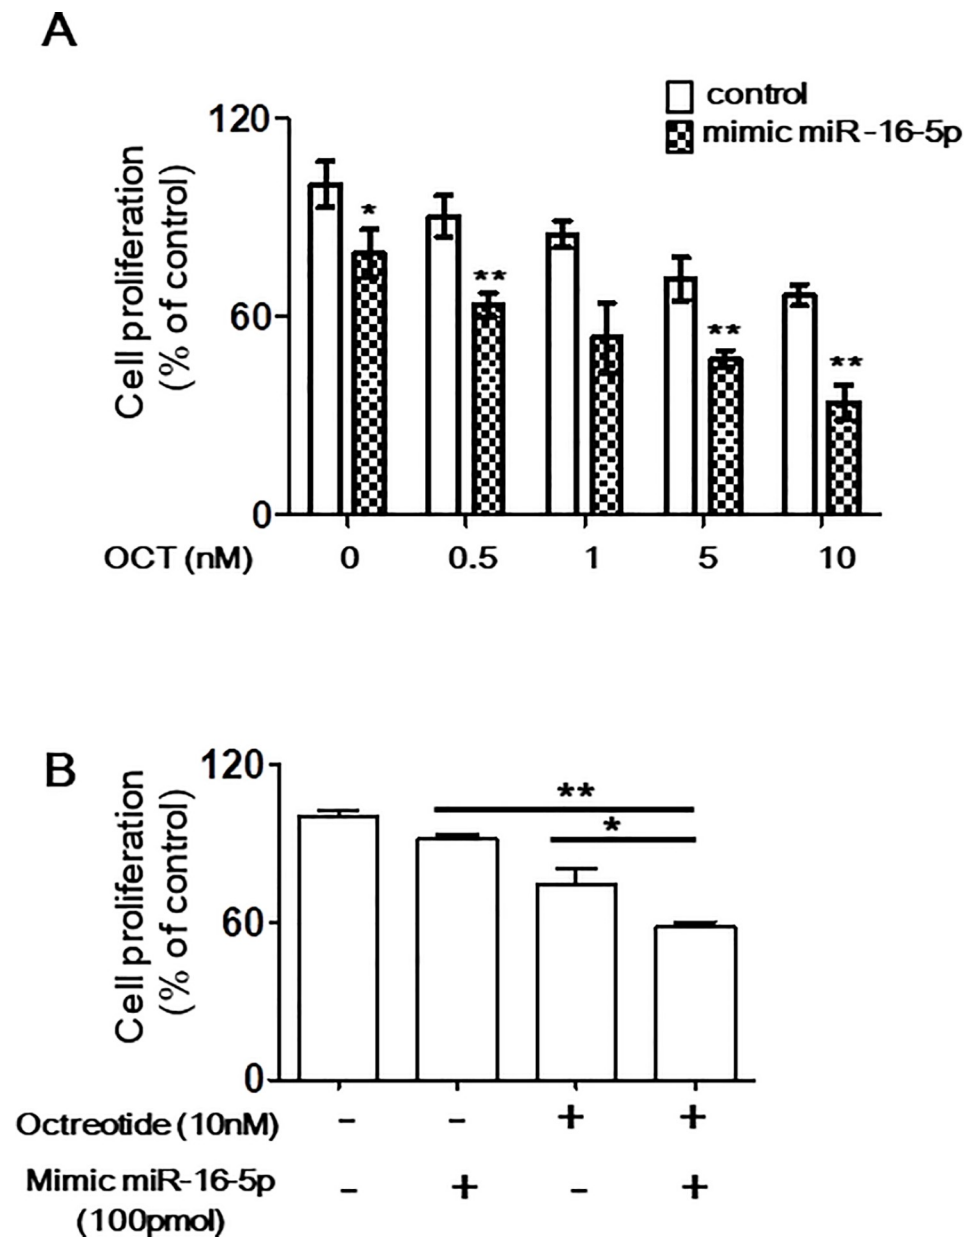 A
control
mimic miR-16-5p
Cell proliferation
(% of control)
120
60
0
*
**
**
**
OCT (nM) 0 0.5 1 5 10
B
Cell proliferation
(% of control)
120
60
0
**
*
Octreotide (10nM) - - + +
Mimic miR-16-5p - + - +
(100pmol)